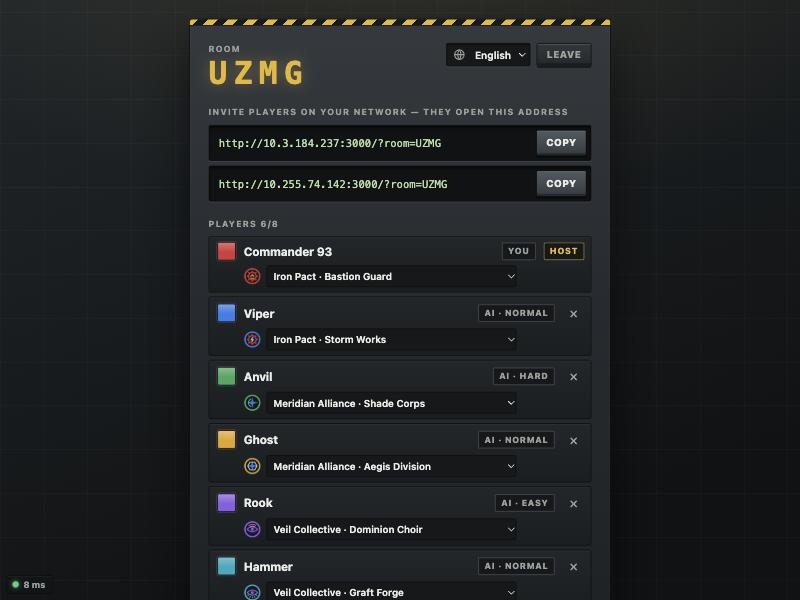 ROOM
UZMG
English
LEAVE
INVITE PLAYERS ON YOUR NETWORK — THEY OPEN THIS ADDRESS
http://10.3.184.237:3000/?room=UZMG
COPY
http://10.255.74.142:3000/?room=UZMG
COPY
PLAYERS 6/8
Commander 93
YOU
HOST
Iron Pact · Bastion Guard
Viper
AI · NORMAL
×
Iron Pact · Storm Works
Anvil
AI · HARD
×
Meridian Alliance · Shade Corps
Ghost
AI · NORMAL
×
Meridian Alliance · Aegis Division
Rook
AI · EASY
×
Veil Collective · Dominion Choir
Hammer
AI · NORMAL
×
Veil Collective · Graft Forge
8 ms